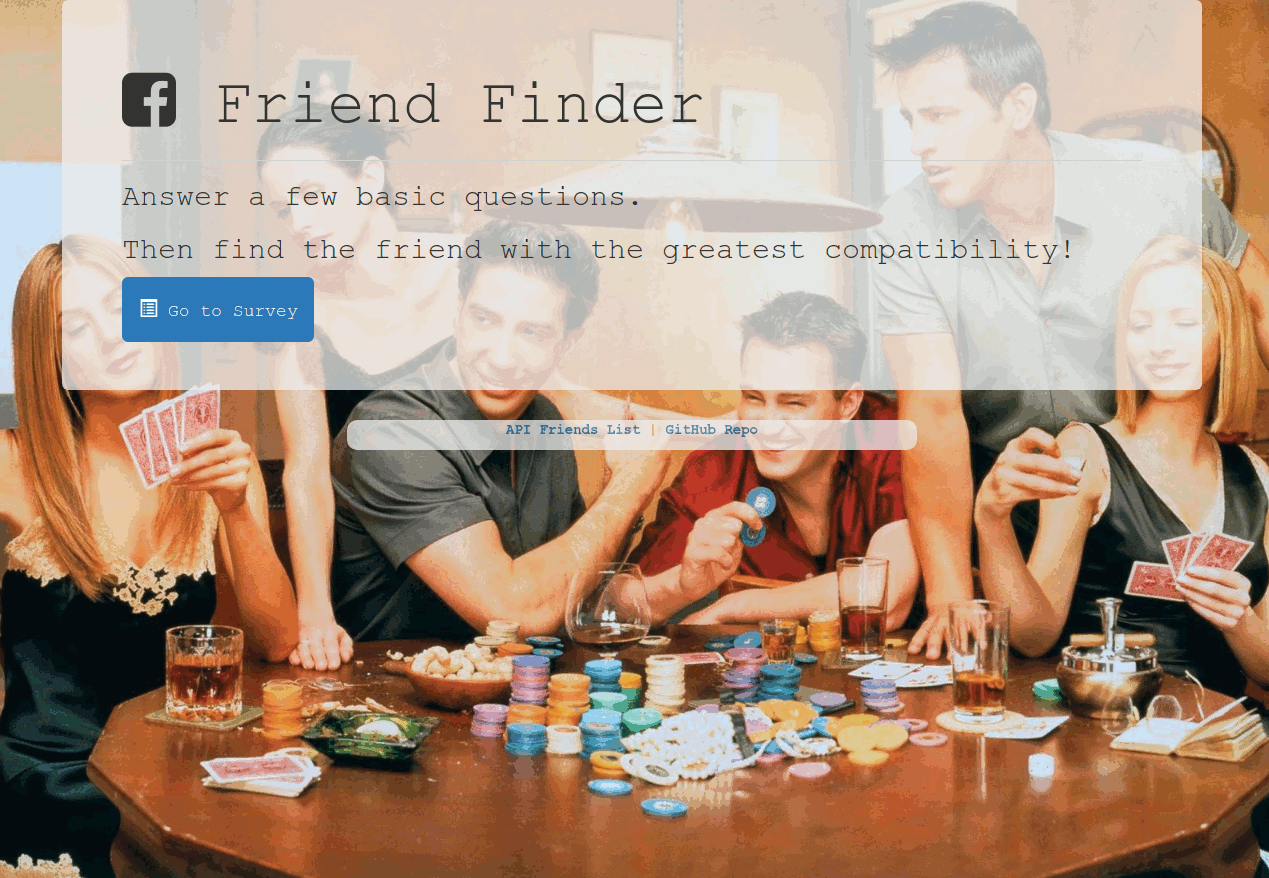 Friend Finder
Answer a few basic questions.
Then find the friend with the greatest compatibility!
Go to Survey
API Friends List | GitHub Repo